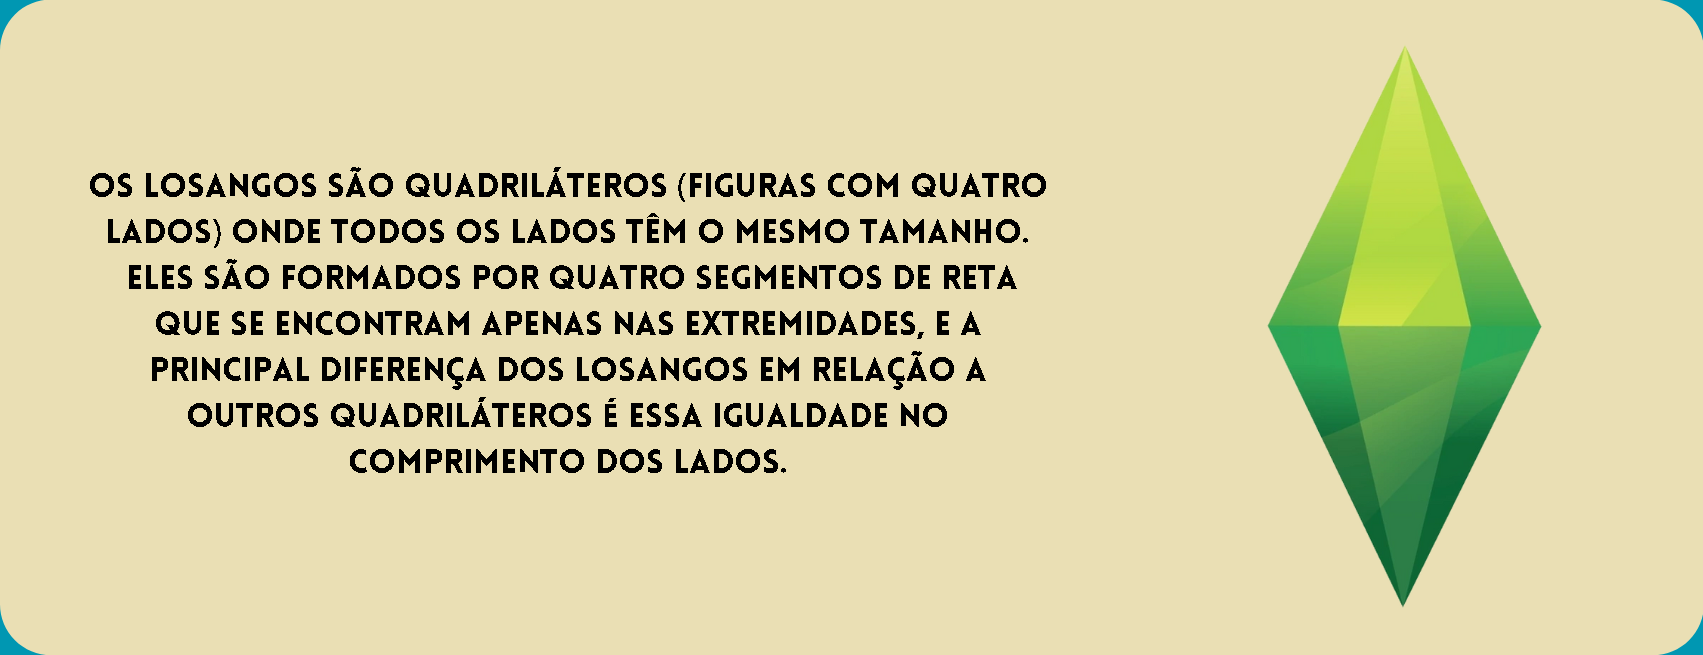 OS LOSANGOS SÃO QUADRILÁTEROS (FIGURAS COM QUATRO
LADOS) ONDE TODOS OS LADOS TÊM O MESMO TAMANHO.
ELES SÃO FORMADOS POR QUATRO SEGMENTOS DE RETA
QUE SE ENCONTRAM APENAS NAS EXTREMIDADES, E A
PRINCIPAL DIFERENÇA DOS LOSANGOS EM RELAÇÃO A
OUTROS QUADRILÁTEROS É ESSA IGUALDADE NO
COMPRIMENTO DOS LADOS.